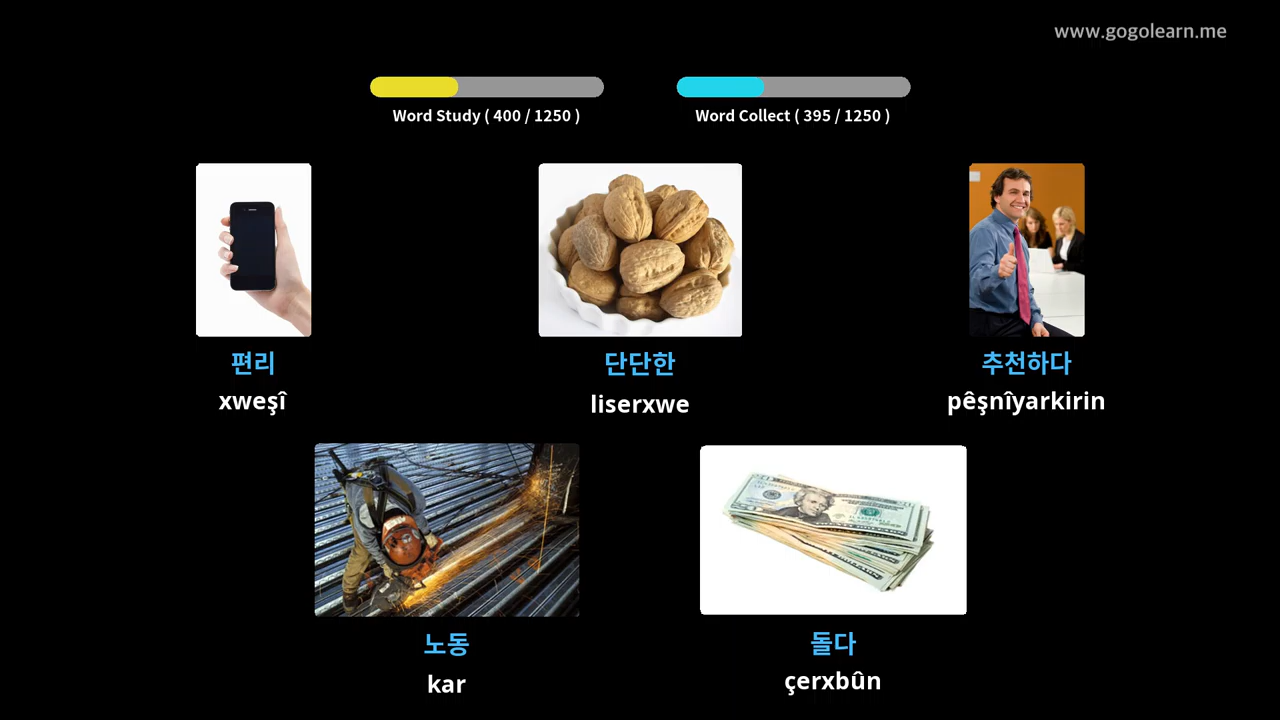 www.gogolearn.me
Word Study ( 400 / 1250 )
Word Collect ( 395 / 1250 )
편리
xweşî
단단한
liserxwe
추천하다
pêşnîyarkirin
노동
kar
돌다
çerxbûn